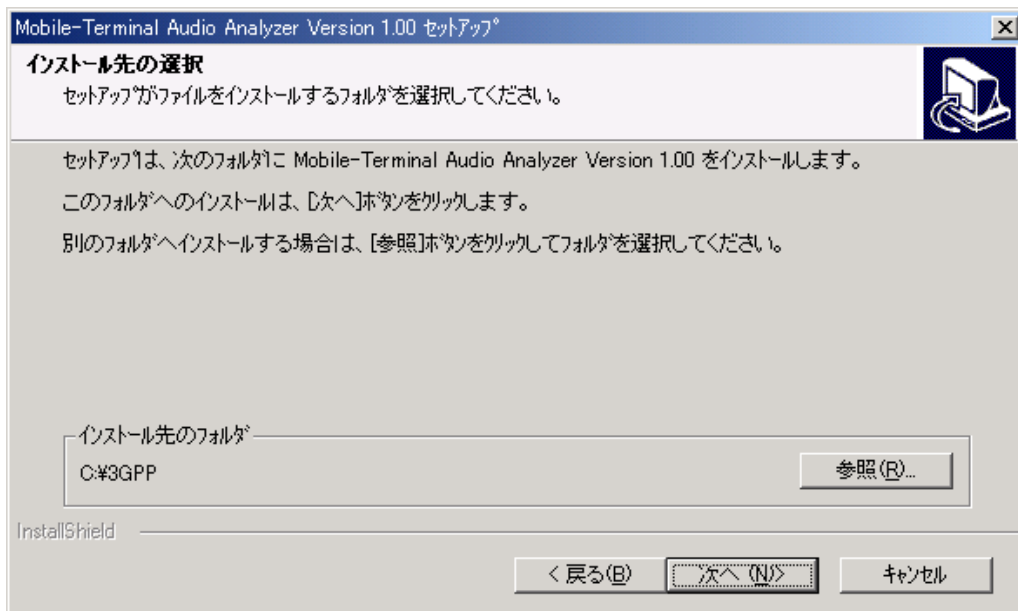 Mobile-Terminal Audio Analyzer Version 1.00 ｾｯﾄｱｯﾌﾟ
ｲﾝｽﾄｰﾙ先の選択
ｾｯﾄｱｯﾌﾟがﾌｧｲﾙをｲﾝｽﾄｰﾙするﾌｫﾙﾀﾞを選択してください。
ｾｯﾄｱｯﾌﾟは、次のﾌｫﾙﾀﾞに Mobile-Terminal Audio Analyzer Version 1.00 をｲﾝｽﾄｰﾙします。
このﾌｫﾙﾀﾞへのｲﾝｽﾄｰﾙは、[次へ]ﾎﾞﾀﾝをｸﾘｯｸします。
別のﾌｫﾙﾀﾞへｲﾝｽﾄｰﾙする場合は、[参照]ﾎﾞﾀﾝをｸﾘｯｸしてﾌｫﾙﾀﾞを選択してください。
ｲﾝｽﾄｰﾙ先のﾌｫﾙﾀﾞ
C:¥3GPP
参照(R)...
InstallShield
< 戻る(B)
次へ (N)>
ｷｬﾝｾﾙ